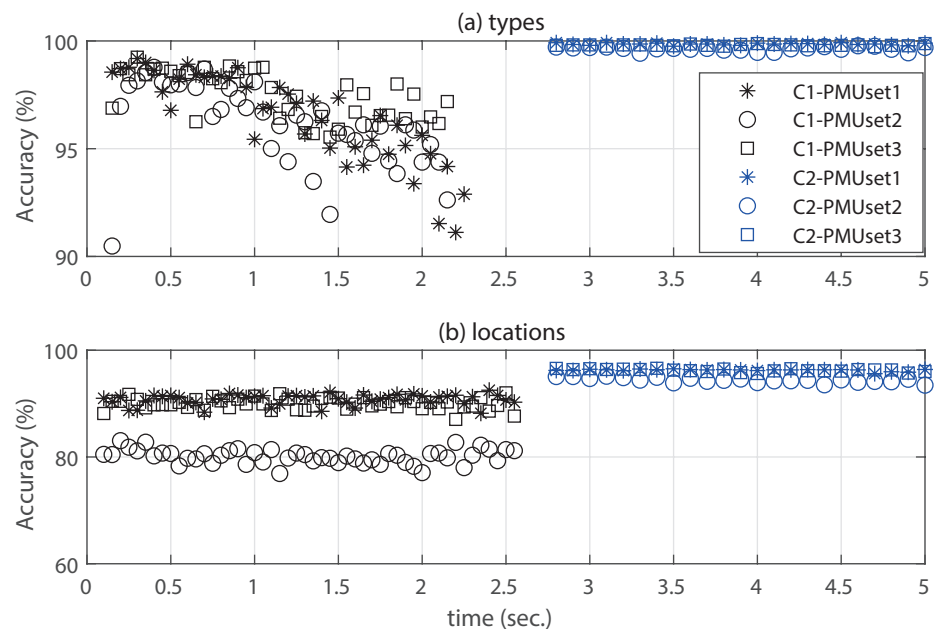 (a) types
Accuracy (%)
100
95
90
0 0.5 1 1.5 2 2.5 3 3.5 4 4.5 5
C1-PMUset1
C1-PMUset2
C1-PMUset3
C2-PMUset1
C2-PMUset2
C2-PMUset3
(b) locations
Accuracy (%)
100
80
60
0 0.5 1 1.5 2 2.5 3 3.5 4 4.5 5
time (sec.)